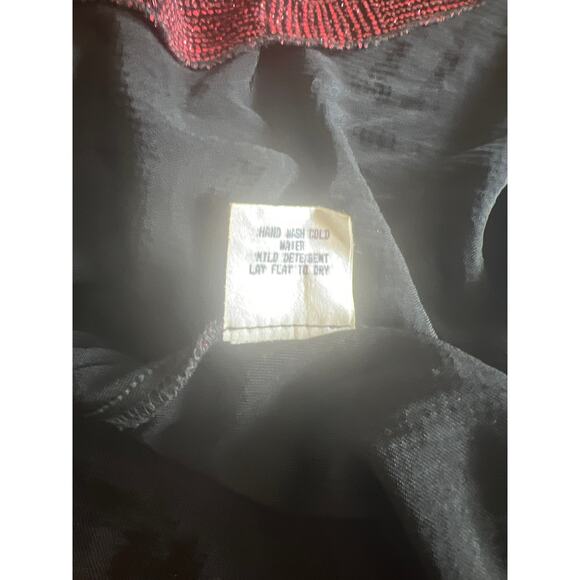 HAND WASH COLD
WATER
MILD DETERGENT
LAY FLAT TO DRY